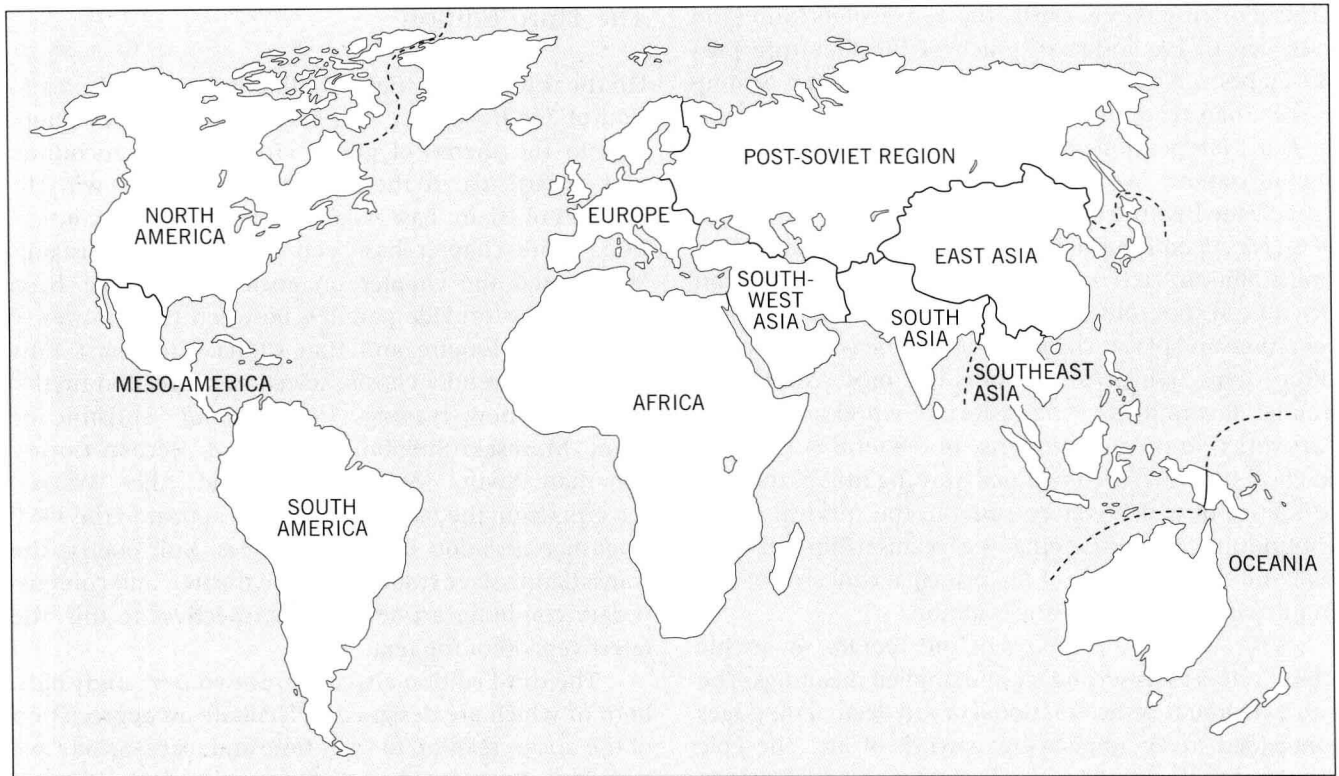 NORTH
AMERICA
MESO-AMERICA
SOUTH
AMERICA
EUROPE
AFRICA
POST-SOVIET REGION
SOUTH-
WEST
ASIA
SOUTH
ASIA
EAST ASIA
SOUTHEAST
ASIA
OCEANIA